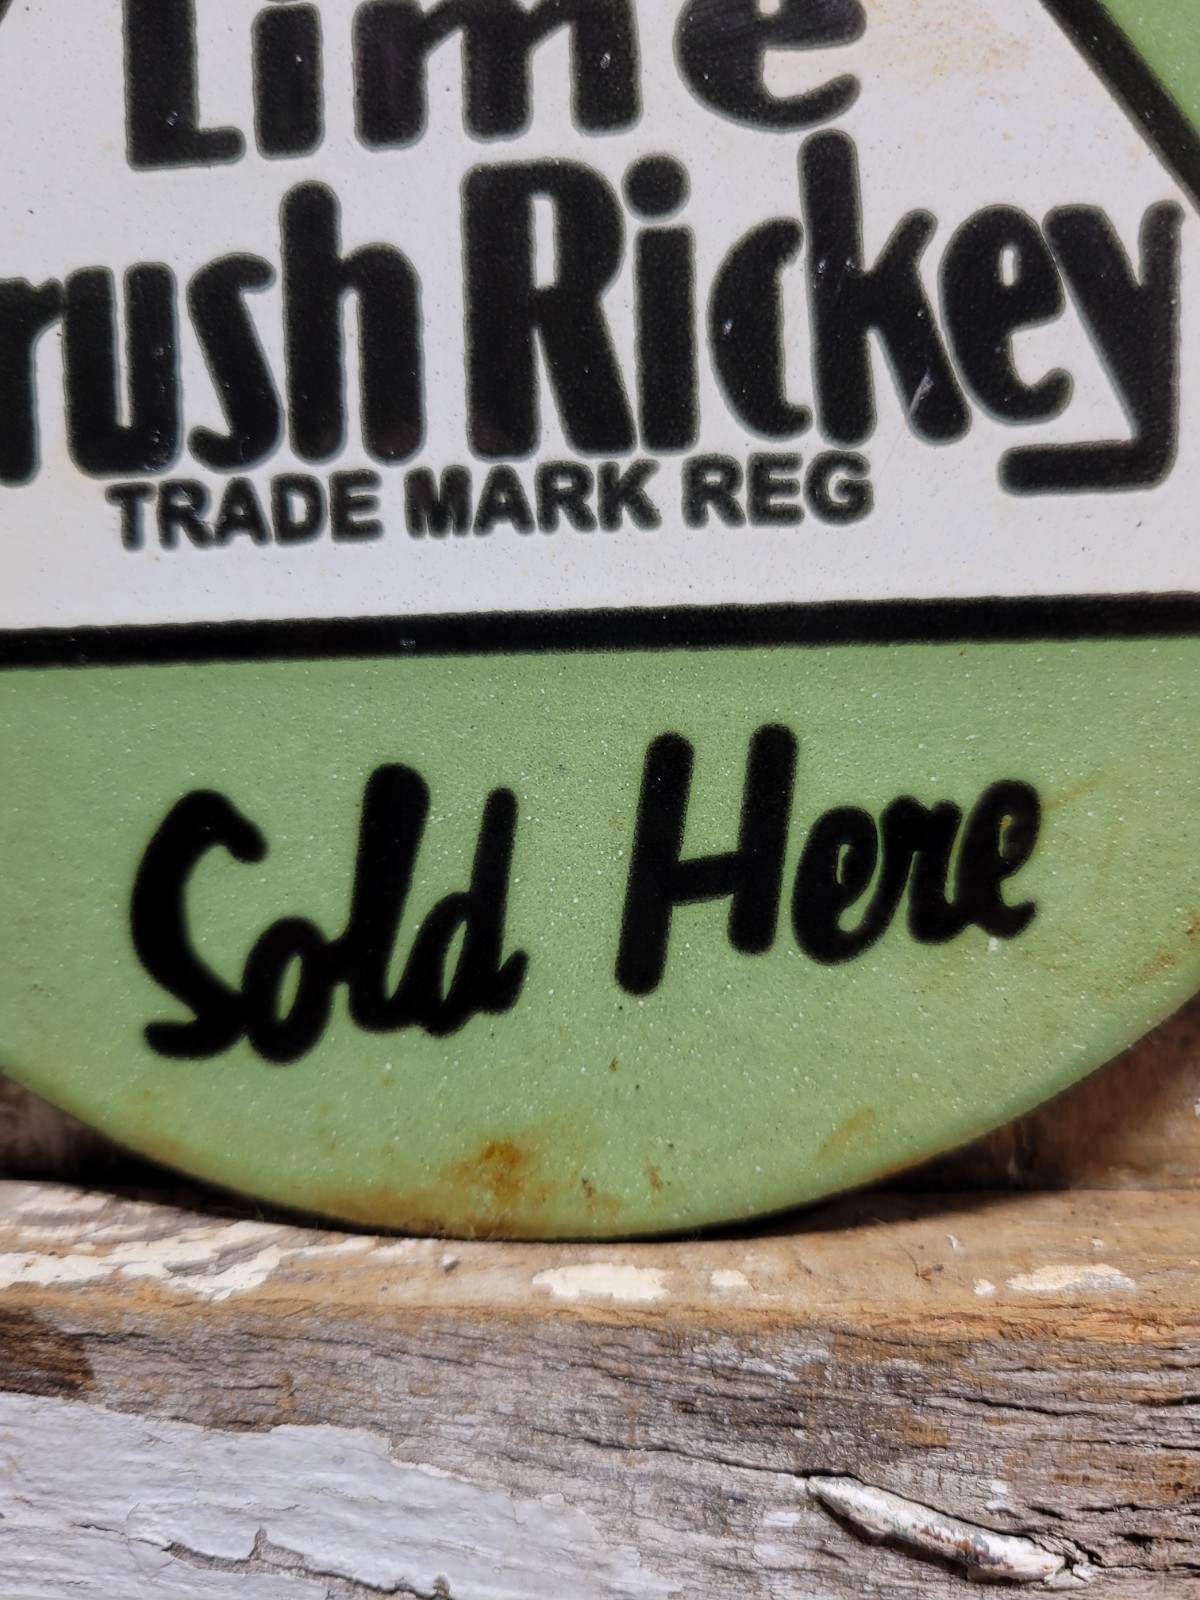 Lime
rush Rickey
TRADE MARK REG
Sold Here